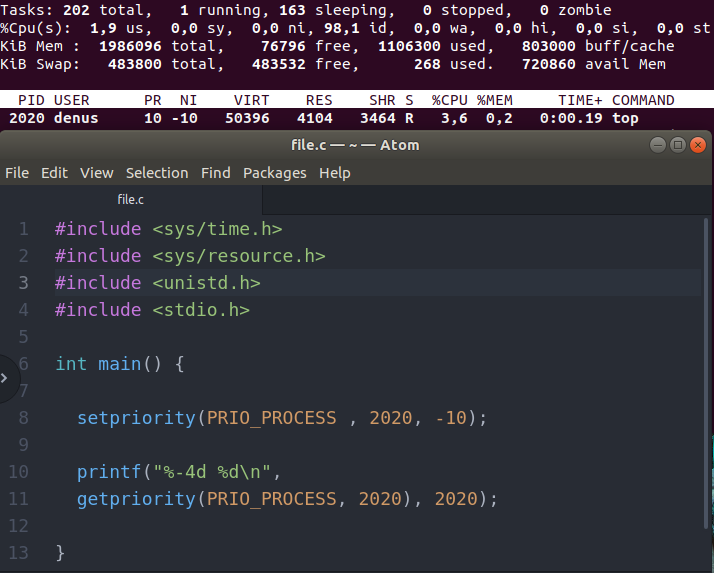 Tasks: 202 total,   1 running, 163 sleeping,   0 stopped,   0 zombie
%Cpu(s):  1,9 us,  0,0 sy,  0,0 ni, 98,1 id,  0,0 wa,  0,0 hi,  0,0 si,  0,0 st
KiB Mem :  1986096 total,    76796 free,  1106300 used,   803000 buff/cache
KiB Swap:   483800 total,   483532 free,      268 used.   720860 avail Mem
PID USER      PR  NI    VIRT    RES    SHR S  %CPU %MEM     TIME+ COMMAND
2020 denus     10 -10   50396   4104   3464 R   3,6  0,2   0:00.19 top
file.c — ~ — Atom
File Edit View Selection Find Packages Help
file.c
1 #include <sys/time.h>
2 #include <sys/resource.h>
3 #include <unistd.h>
4 #include <stdio.h>
5
6 int main() {
7
8   setpriority(PRIO_PROCESS , 2020, -10);
9
10   printf("%-4d %d\n",
11   getpriority(PRIO_PROCESS, 2020), 2020);
12
13 }